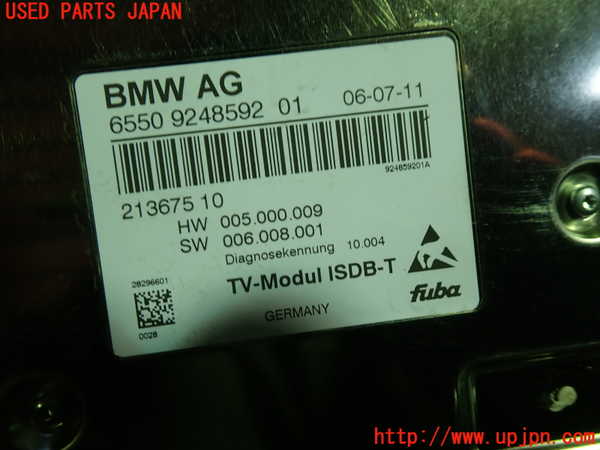 USED PARTS JAPAN
BMW AG
6550 9248592 01 06-07-11
924859201A
213675 10
HW 005.000.009
SW 006.008.001
Diagnosekennung 10.004
28296601
TV-Modul ISDB-T
fuba
0028
GERMANY
http://www.upjpn.com